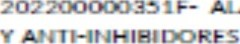 202200000351F- AL
Y ANTI-INHIBIDORES